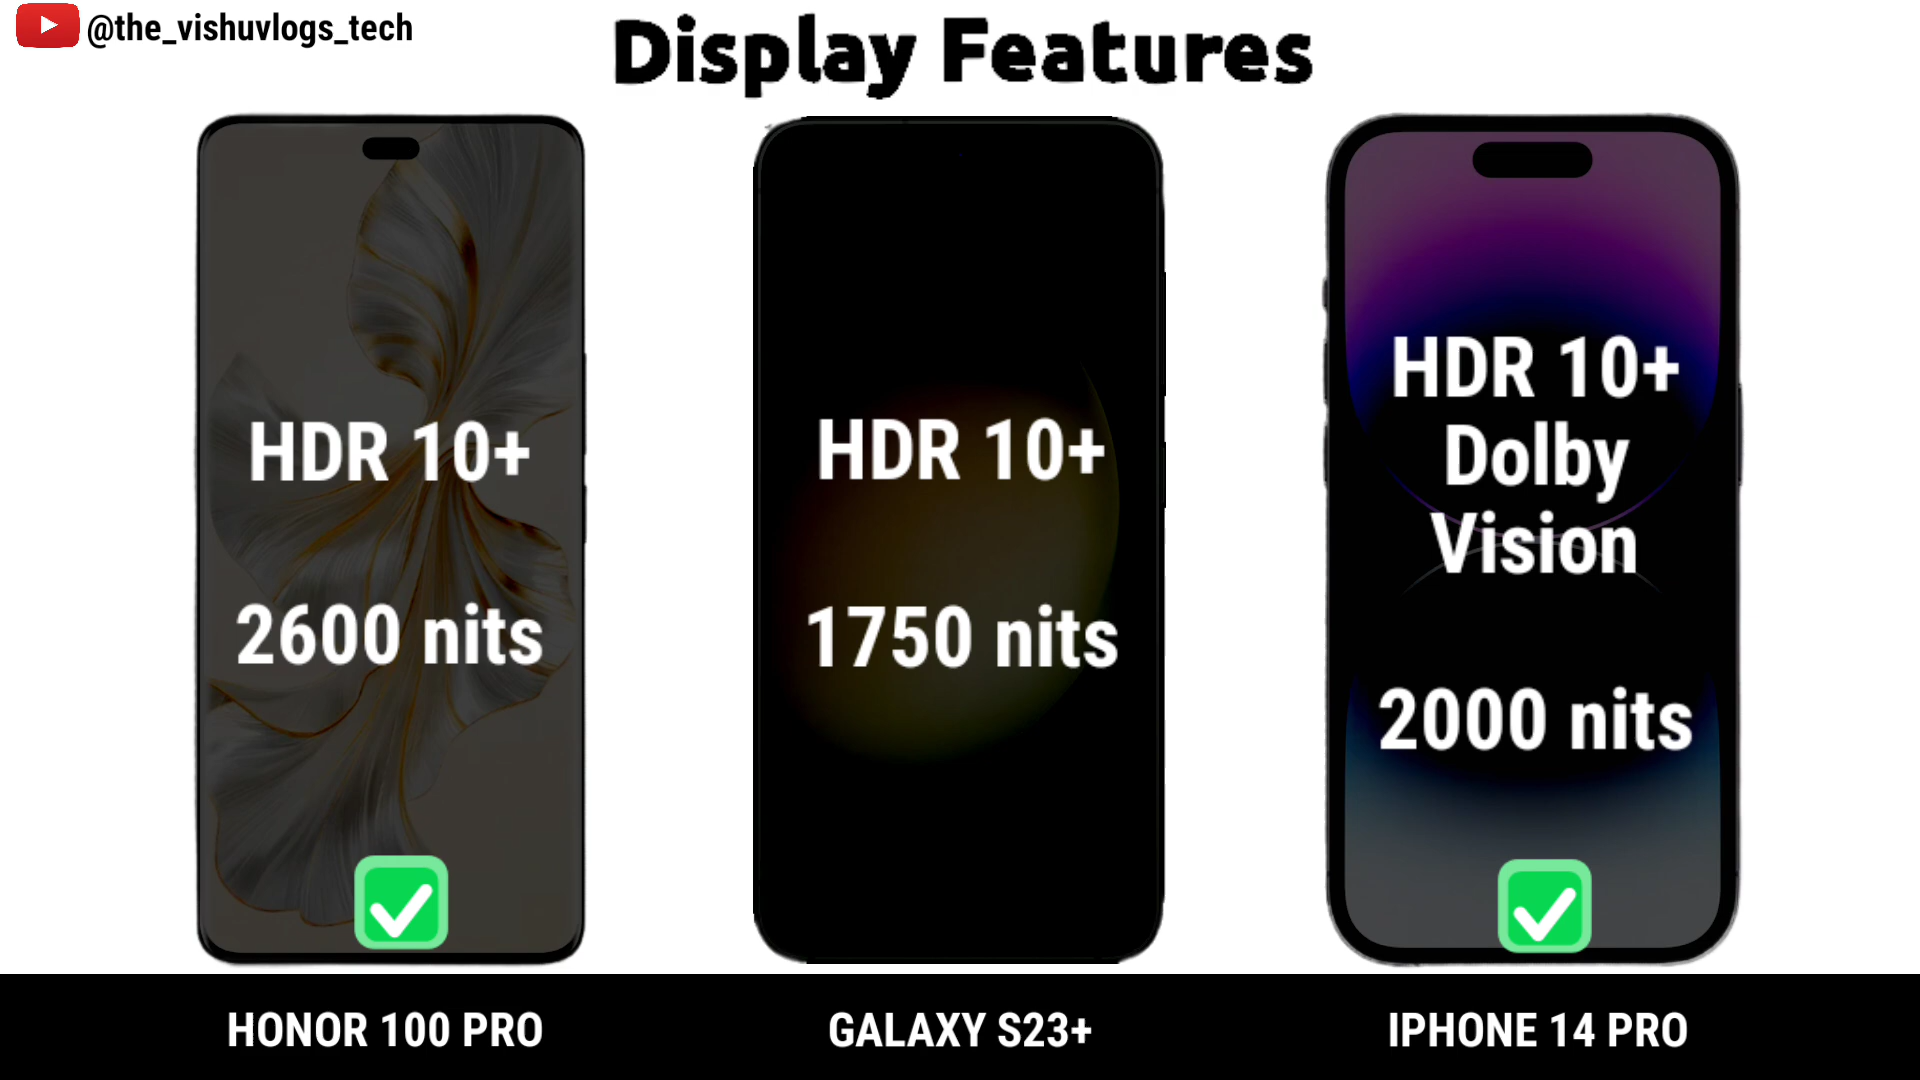 @the_vishuvlogs_tech
Display Features
HDR 10+
2600 nits
HDR 10+
1750 nits
HDR 10+
Dolby
Vision
2000 nits
HONOR 100 PRO
GALAXY S23+
IPHONE 14 PRO